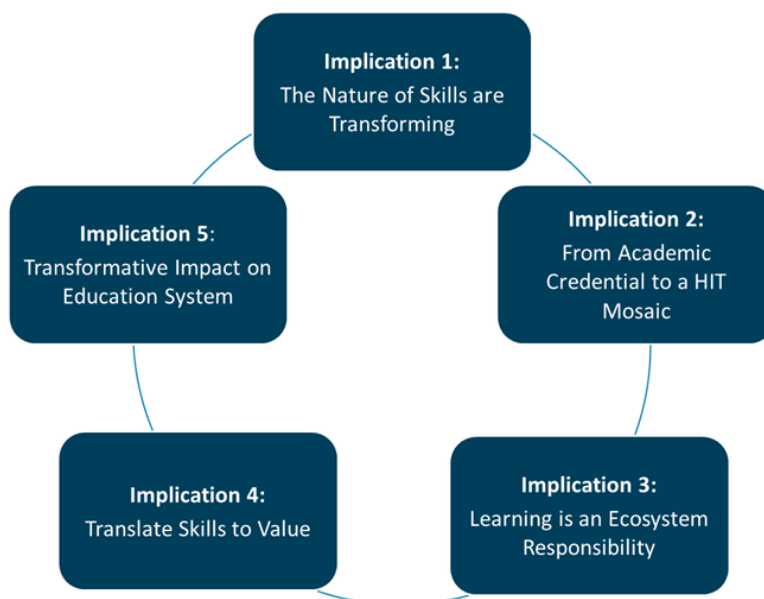 Implication 1:
The Nature of Skills are
Transforming
Implication 2:
From Academic
Credential to a HIT
Mosaic
Implication 3:
Learning is an Ecosystem
Responsibility
Implication 4:
Translate Skills to Value
Implication 5:
Transformative Impact on
Education System